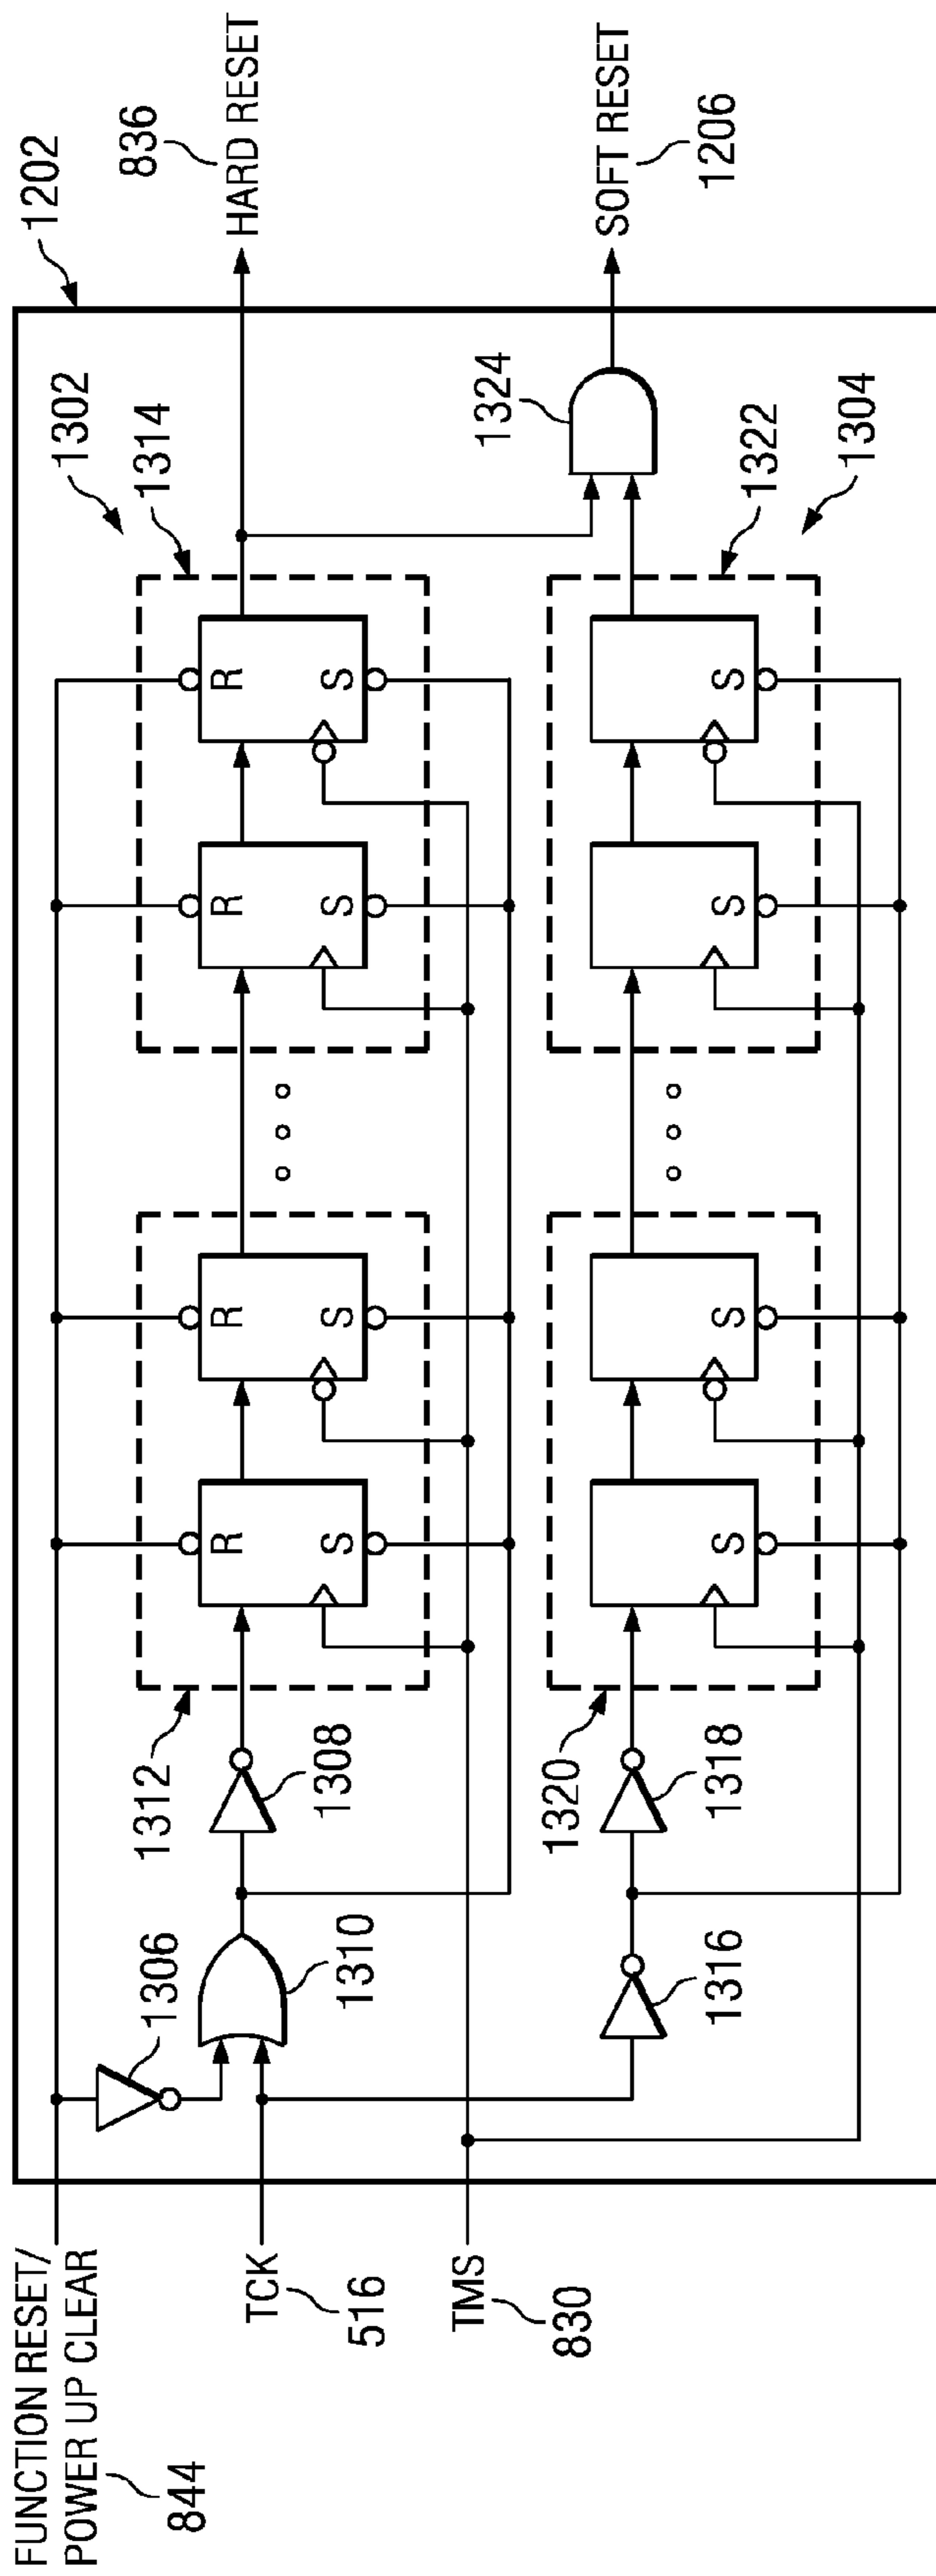 FUNCTION RESET/
POWER UP CLEAR
844
TCK
516
TMS
830
1202
1302
1314
836
HARD RESET
1306
1310
1312
1308
R
S
R
S
R
S
R
S
1324
SOFT RESET
1206
1316
1320
1318
S
S
S
S
1322
1304